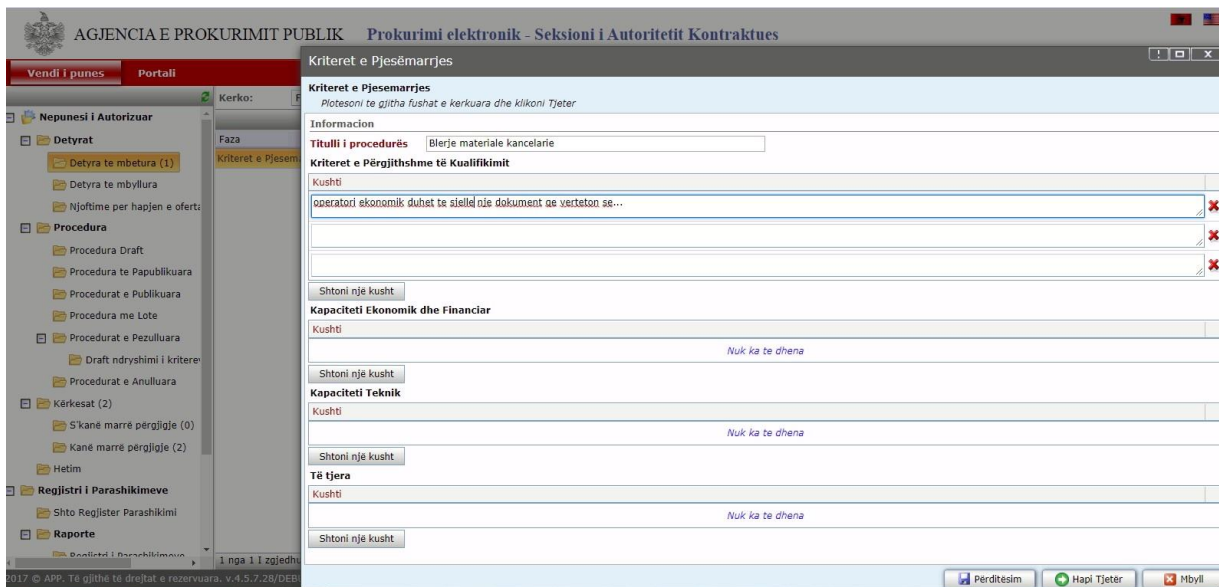 AGJENCIA E PROKURIMIT PUBLIK Prokurimi elektronik - Seksioni i Autoritetit Kontraktues
Vendi i punes Portali
Kerko: F
Nepunesi i Autorizuar
Detyrat
Detyra te mbetura (1)
Detyra te mbyllura
Njoftime per hapjen e oferta
Procedura
Procedura Draft
Procedura te Papublikuara
Procedurat e Publikuara
Procedura me Lote
Procedurat e Pezulluara
Draft ndryshimi i kriterev
Procedurat e Anulluara
Kërkesat (2)
S'kanë marrë përgjigje (0)
Kanë marrë përgjigje (2)
Hetim
Regjistri i Parashikimeve
Shto Regjister Parashikimi
Raporte
Regjistri i Parashikimeve
Faza
Kriteret e Pjesem
1 nga 1 I zgjedhu
2017 © APP. Të gjithë të drejtat e rezervuara. v.4.5.7.28/DEB
Kriteret e Pjesëmarrjes
Kriteret e Pjesemarrjes
Plotesoni te gjitha fushat e kerkuara dhe klikoni Tjeter
Informacion
Titulli i procedurës Blerje materiale kancelarie
Kriteret e Përgjithshme të Kualifikimit
Kushti
operatori ekonomik duhet te sjelle nje dokument qe verteton se...
Shtoni një kusht
Kapaciteti Ekonomik dhe Financiar
Kushti
Nuk ka te dhena
Shtoni një kusht
Kapaciteti Teknik
Kushti
Nuk ka te dhena
Shtoni një kusht
Të tjera
Kushti
Nuk ka te dhena
Shtoni një kusht
Përditësim Hapi Tjetër Mbyll